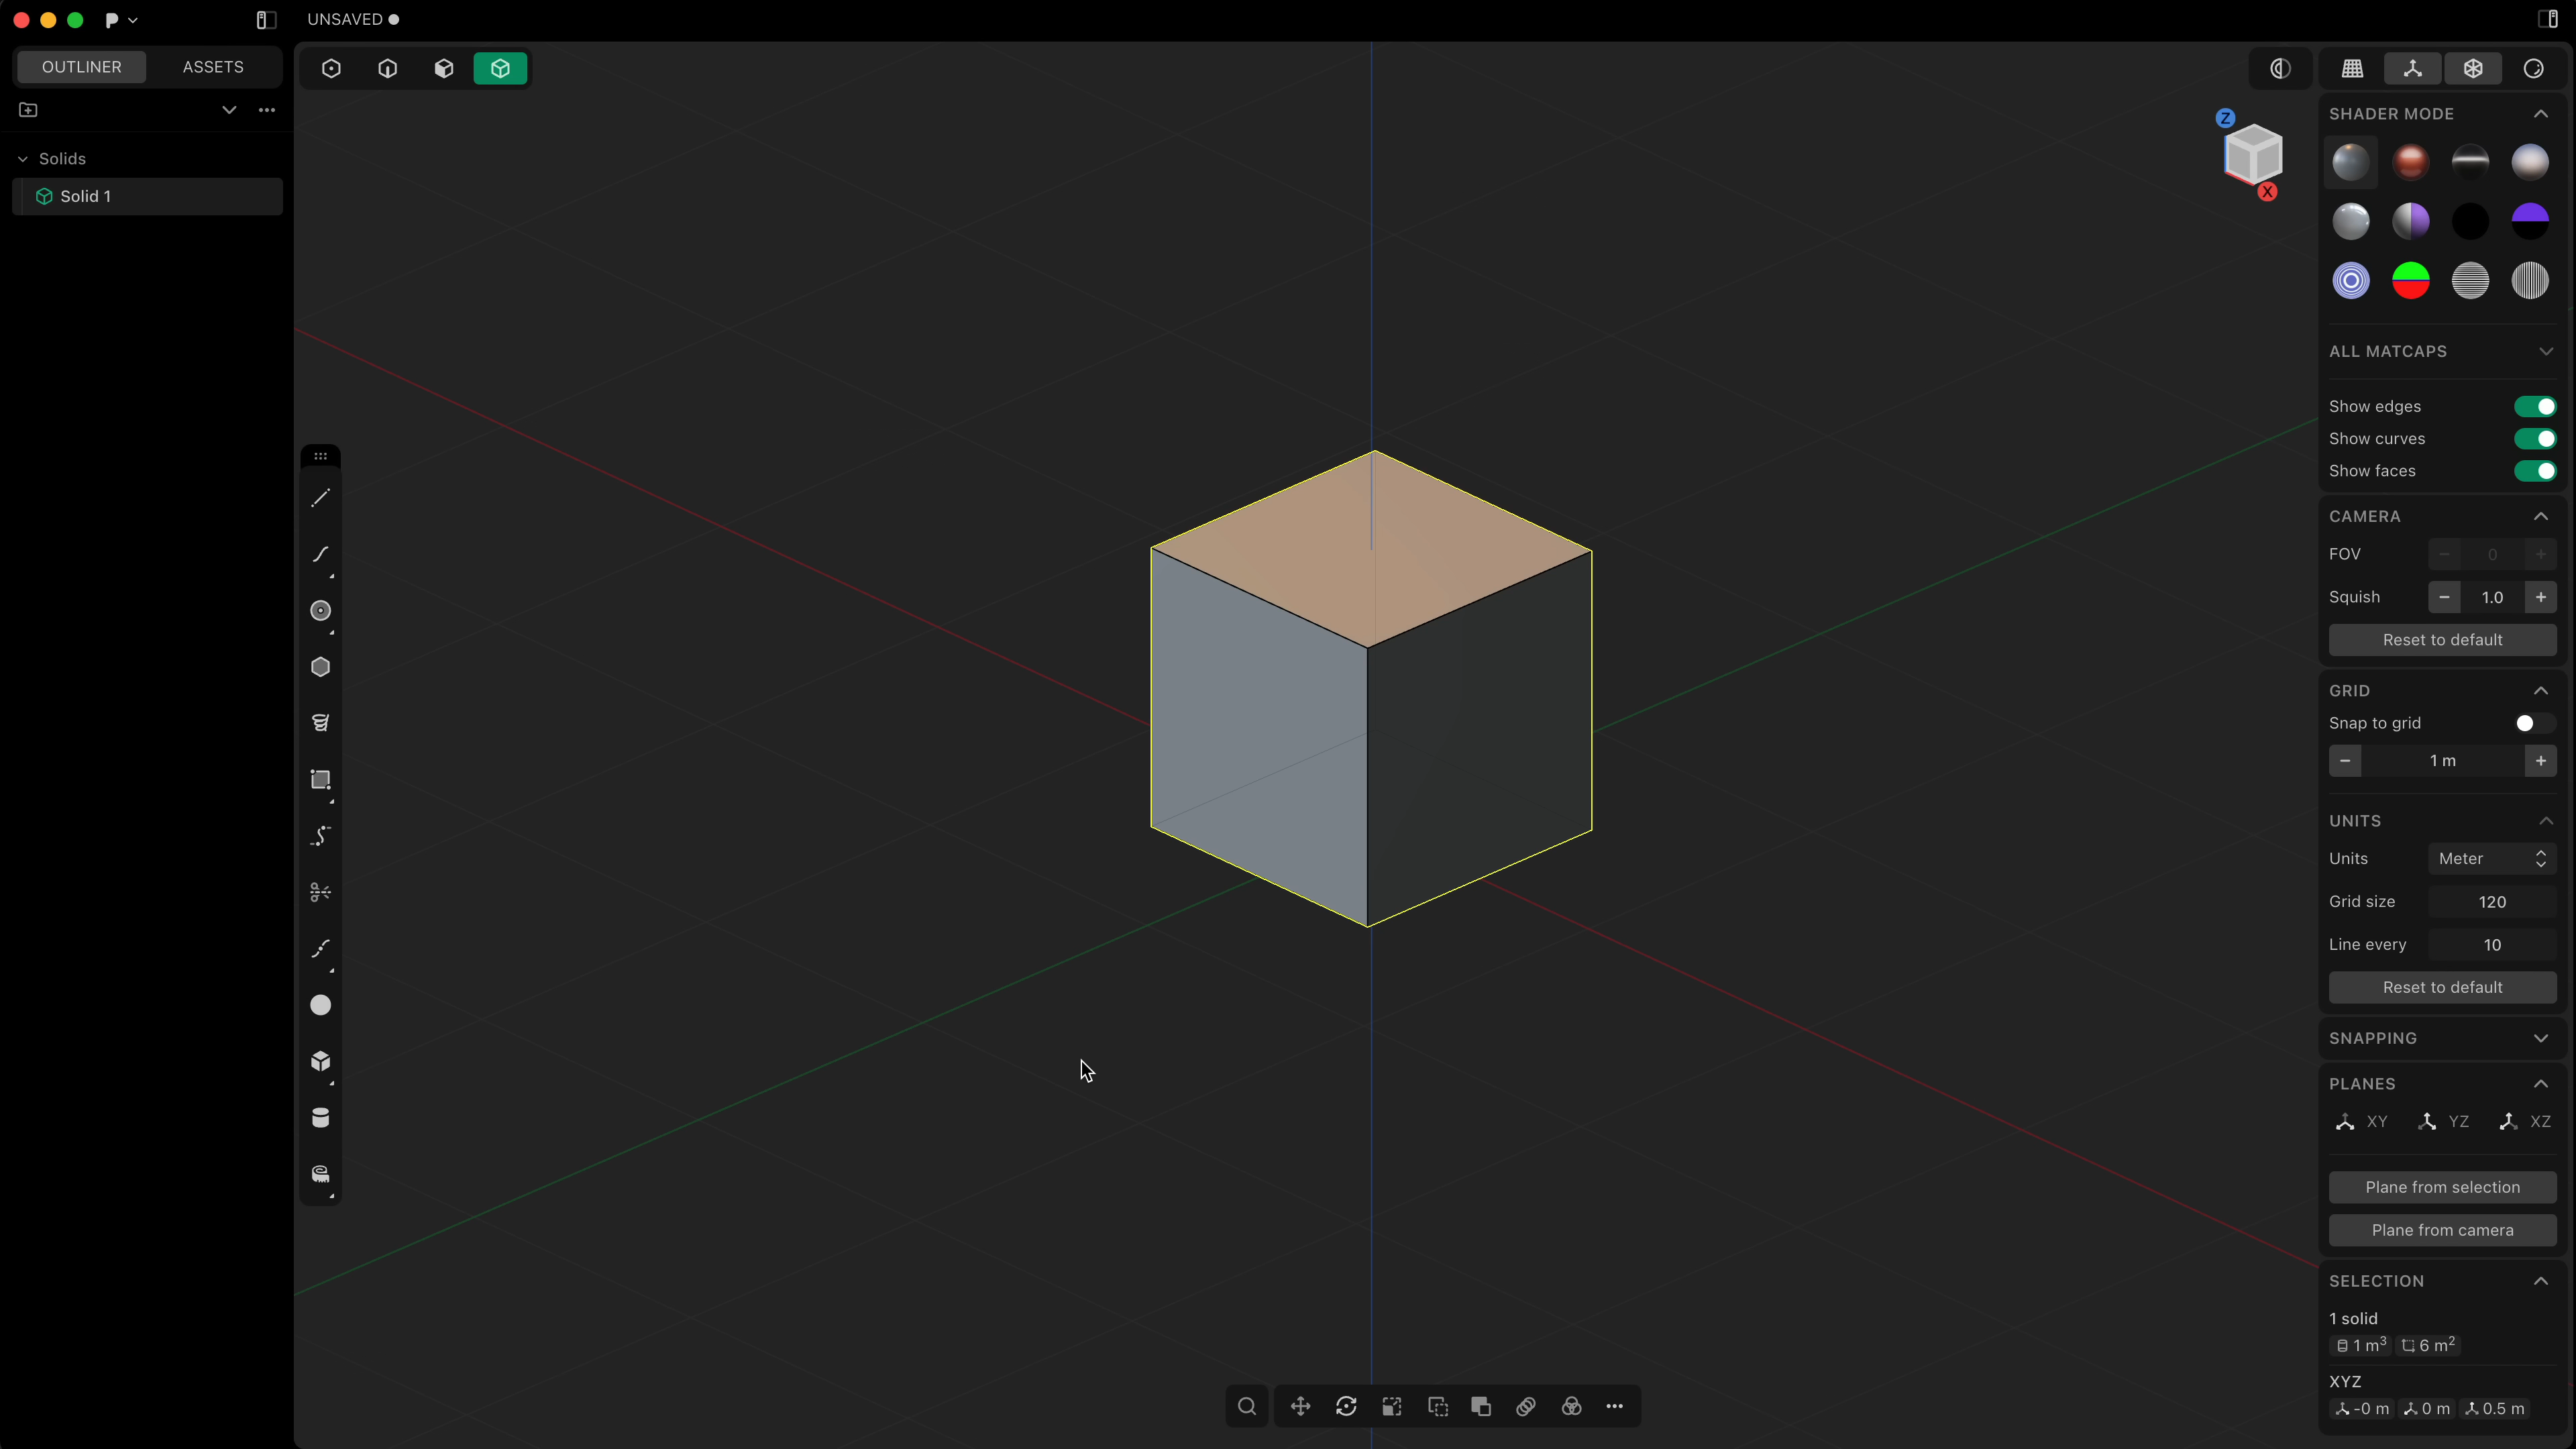 UNSAVED
OUTLINER
ASSETS
Solids
Solid 1
Z
X
SHADER MODE
ALL MATCAPS
Show edges
Show curves
Show faces
CAMERA
FOV - 0 +
Squish - 1.0 +
Reset to default
GRID
Snap to grid
- 1 m +
UNITS
Units Meter
Grid size 120
Line every 10
Reset to default
SNAPPING
PLANES
XY YZ XZ
Plane from selection
Plane from camera
SELECTION
1 solid
1 m³ 6 m²
XYZ
-0 m 0 m 0.5 m